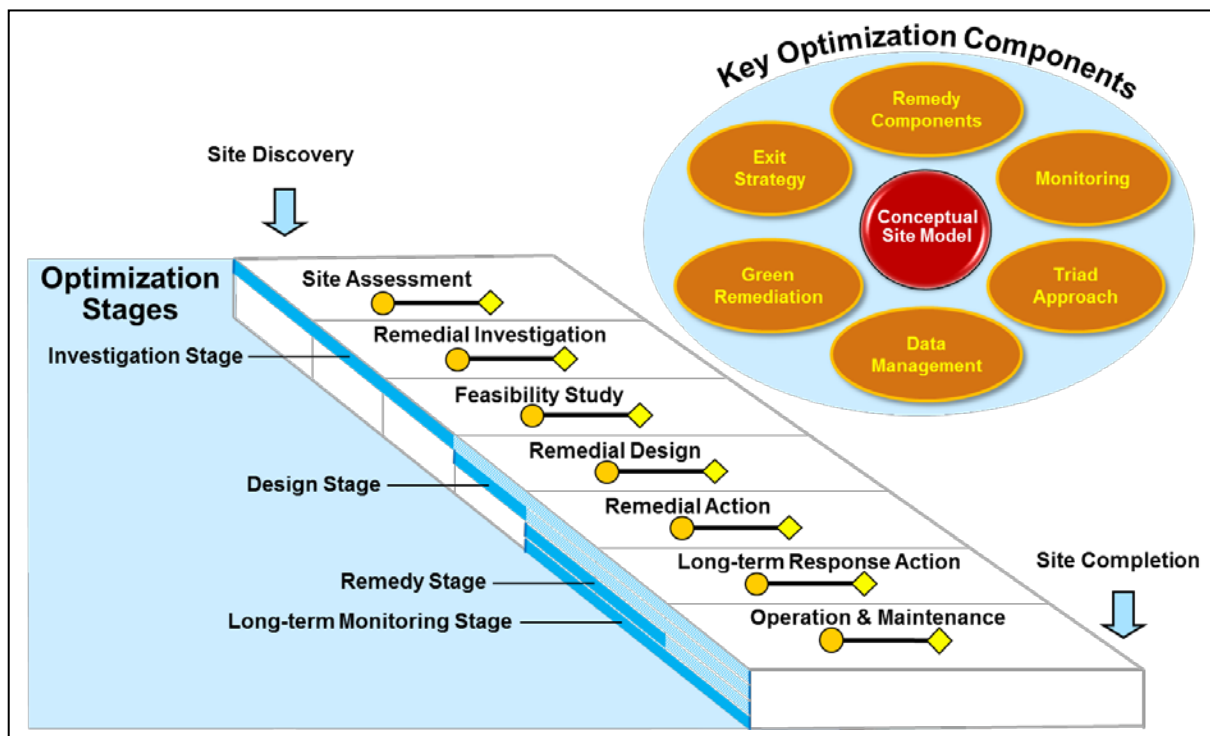 Key Optimization Components
Remedy
Components
Exit
Strategy
Monitoring
Conceptual
Site Model
Green
Remediation
Triad
Approach
Data
Management
Site Discovery
Optimization
Stages
Investigation Stage
Design Stage
Remedy Stage
Long-term Monitoring Stage
Site Assessment
Remedial Investigation
Feasibility Study
Remedial Design
Remedial Action
Long-term Response Action
Operation & Maintenance
Site Completion